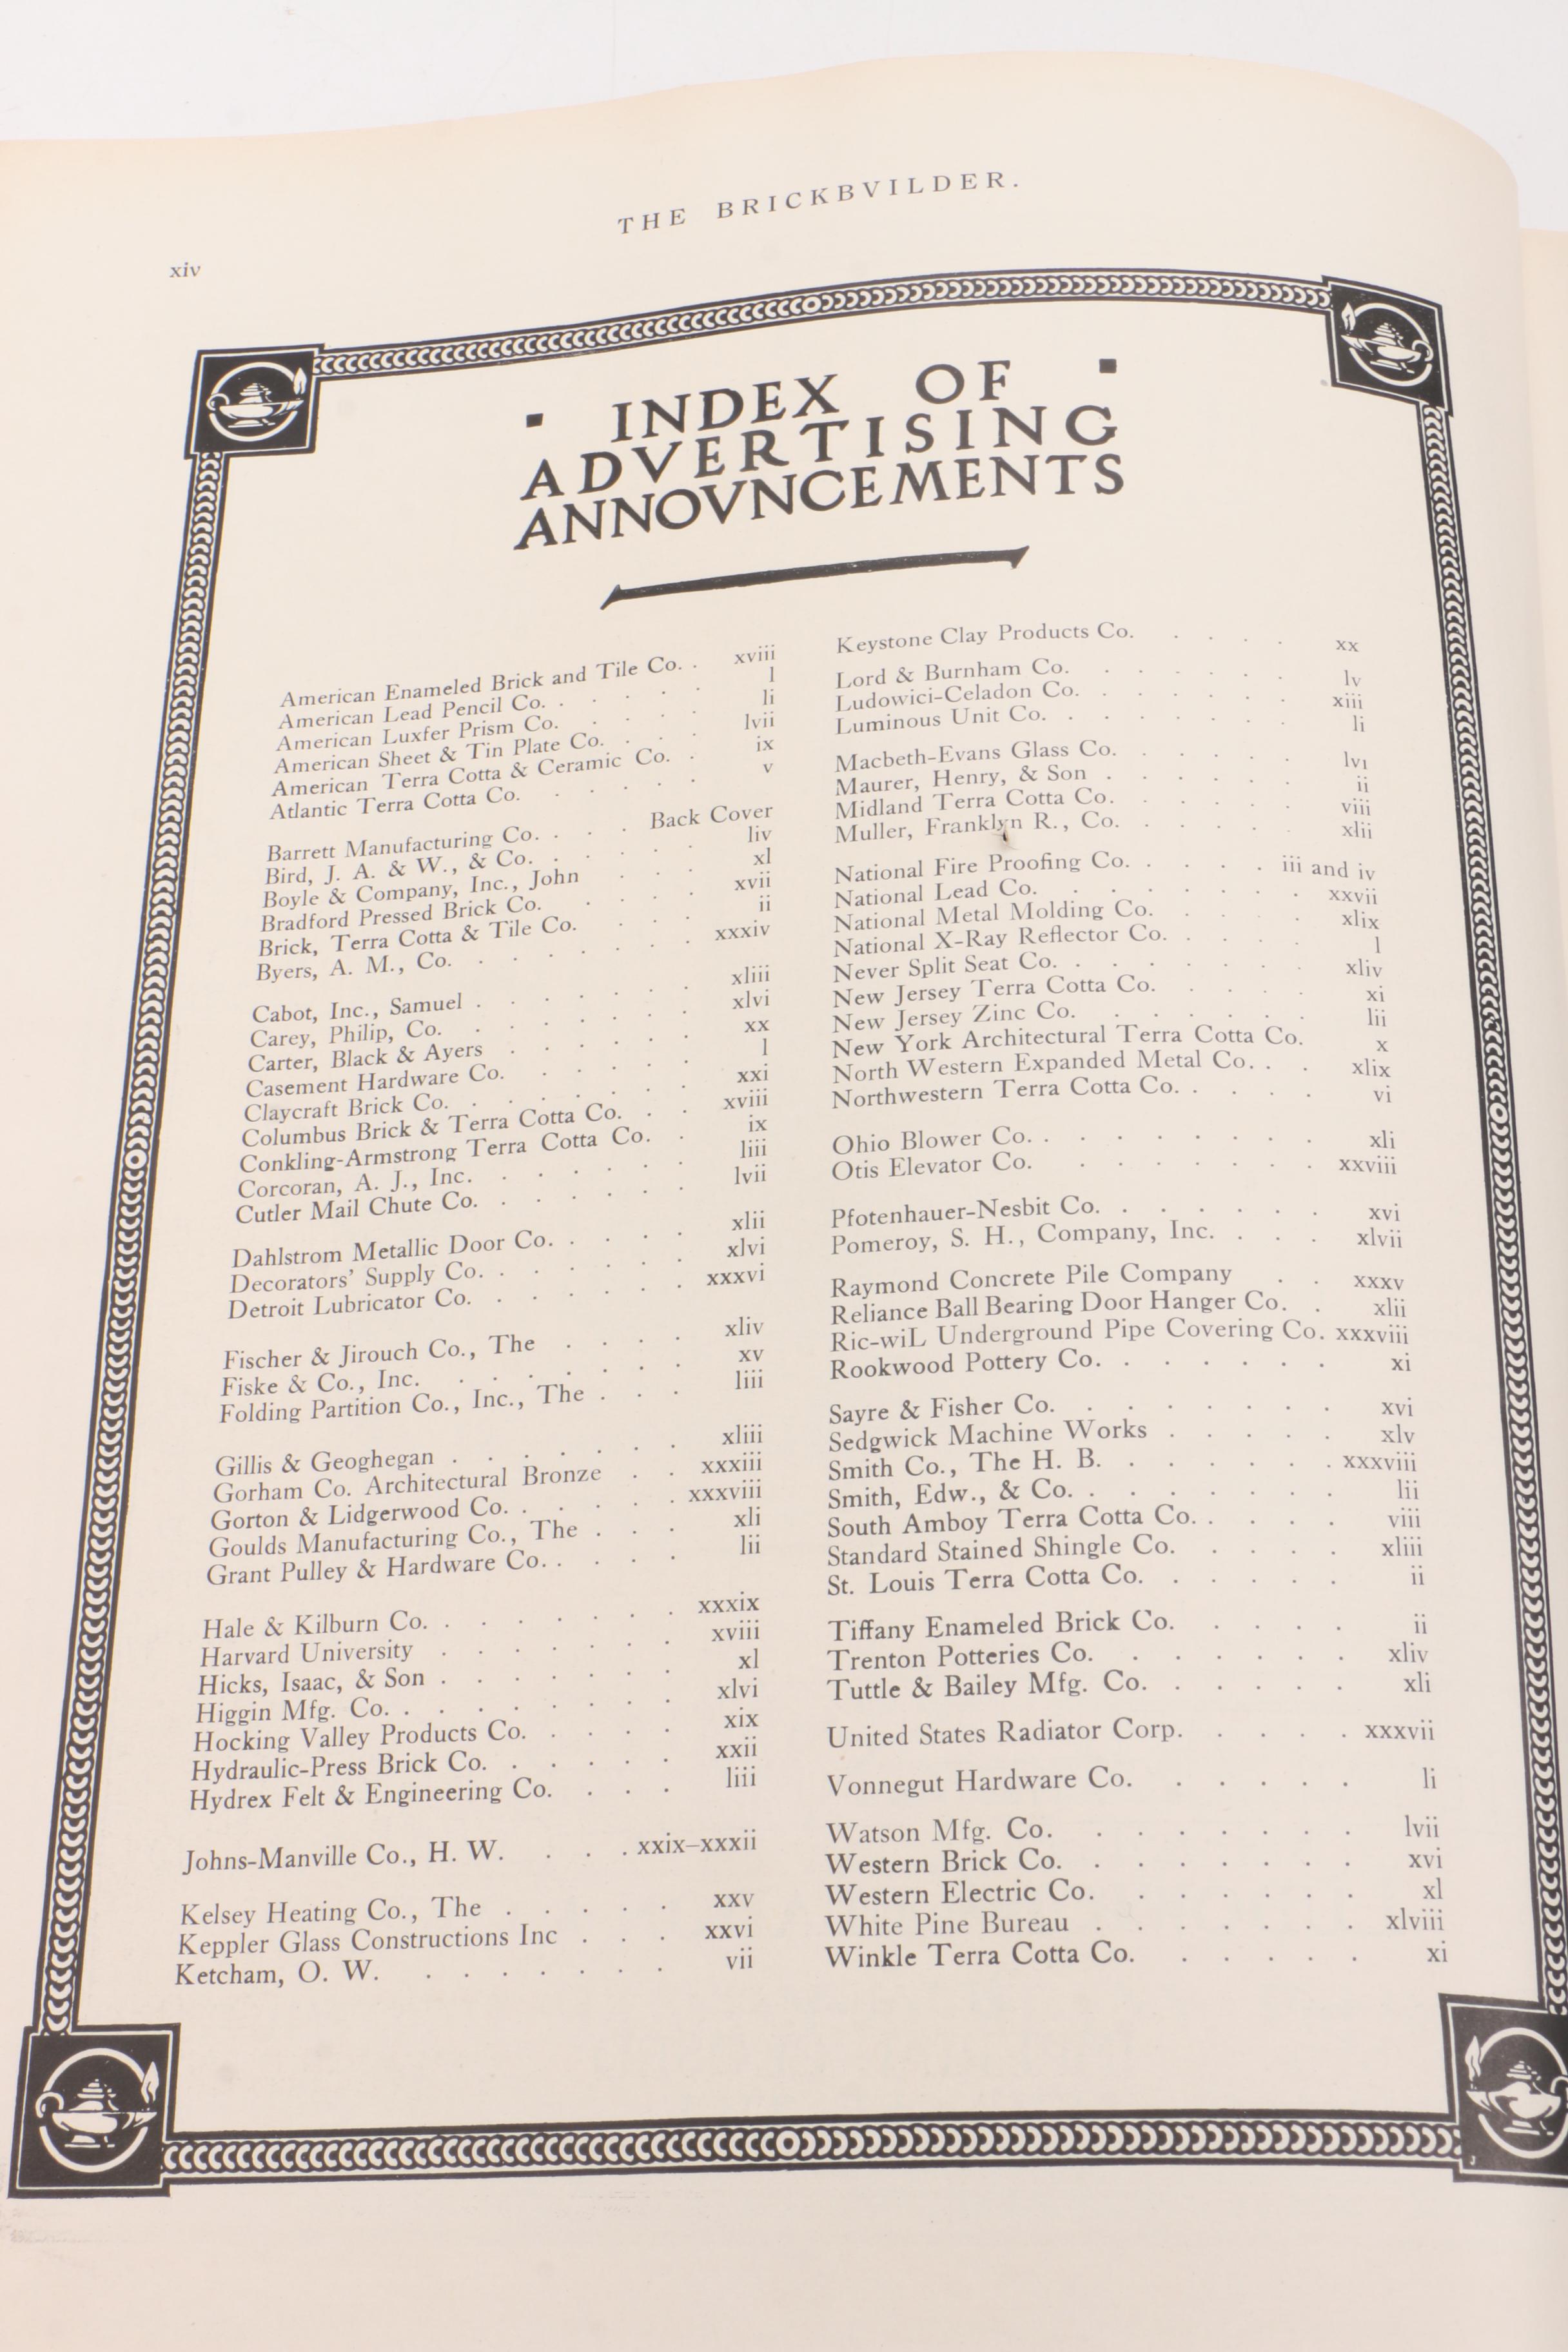 THE BRICKBVILDER.
xiv
INDEX OF
ADVERTISING
ANNOVNCEMENTS
American Enameled Brick and Tile Co. . xviii
American Lead Pencil Co. . . . . . l
American Luxfer Prism Co. . . . . li
American Sheet & Tin Plate Co. . . . . lvii
American Terra Cotta & Ceramic Co. . ix
Atlantic Terra Cotta Co. . . . . . v
Barrett Manufacturing Co. . . . . Back Cover
Bird, J. A. & W., & Co. . . . . . liv
Boyle & Company, Inc., John . . . xl
Bradford Pressed Brick Co. . . . . xvii
Brick, Terra Cotta & Tile Co. . . . ii
Byers, A. M., Co. . . . . . . xxxiv
Cabot, Inc., Samuel . . . . . . xliii
Carey, Philip, Co. . . . . . . xlvi
Carter, Black & Ayers . . . . . xx
Casement Hardware Co. . . . . l
Claycraft Brick Co. . . . . . . xxi
Columbus Brick & Terra Cotta Co. . . xviii
Conkling-Armstrong Terra Cotta Co. . ix
Corcoran, A. J., Inc. . . . . . liii
Cutler Mail Chute Co. . . . . . lvii
Dahlstrom Metallic Door Co. . . . . xlii
Decorators' Supply Co. . . . . . xlvi
Detroit Lubricator Co. . . . . . xxxvi
Fischer & Jirouch Co., The . . . . xliv
Fiske & Co., Inc. . . . . . . xv
Folding Partition Co., Inc., The . . . liii
Gillis & Geoghegan . . . . . . xliii
Gorham Co. Architectural Bronze . . xxxiii
Gorton & Lidgerwood Co. . . . . . xxxviii
Goulds Manufacturing Co., The . . . xli
Grant Pulley & Hardware Co. . . . . lii
Hale & Kilburn Co. . . . . . . xxxix
Harvard University . . . . . . xviii
Hicks, Isaac, & Son . . . . . . xl
Higgin Mfg. Co. . . . . . . . xlvi
Hocking Valley Products Co. . . . . xix
Hydraulic-Press Brick Co. . . . . xxii
Hydrex Felt & Engineering Co. . . . liii
Johns-Manville Co., H. W. . . . xxix–xxxii
Kelsey Heating Co., The . . . . . xxv
Keppler Glass Constructions Inc . . . xxvi
Ketcham, O. W. . . . . . . . vii
Keystone Clay Products Co. . . . . xx
Lord & Burnham Co. . . . . . lv
Ludowici-Celadon Co. . . . . . . xiii
Luminous Unit Co. . . . . . . . li
Macbeth-Evans Glass Co. . . . . . lvi
Maurer, Henry, & Son . . . . . . ii
Midland Terra Cotta Co. . . . . . viii
Muller, Franklyn R., Co. . . . . . xlii
National Fire Proofing Co. . . . . iii and iv
National Lead Co. . . . . . . . xxvii
National Metal Molding Co. . . . . xlix
National X-Ray Reflector Co. . . . . l
Never Split Seat Co. . . . . . . xliv
New Jersey Terra Cotta Co. . . . . xi
New Jersey Zinc Co. . . . . . . lii
New York Architectural Terra Cotta Co. x
North Western Expanded Metal Co. . . xlix
Northwestern Terra Cotta Co. . . . . vi
Ohio Blower Co. . . . . . . . . xli
Otis Elevator Co. . . . . . . xxviii
Pfotenhauer-Nesbit Co. . . . . . . xvi
Pomeroy, S. H., Company, Inc. . . . xlvii
Raymond Concrete Pile Company . . xxxv
Reliance Ball Bearing Door Hanger Co. . xlii
Ric-wiL Underground Pipe Covering Co. xxxviii
Rookwood Pottery Co. . . . . . . xi
Sayre & Fisher Co. . . . . . . . xvi
Sedgwick Machine Works . . . . . xlv
Smith Co., The H. B. . . . . . . xxxviii
Smith, Edw., & Co. . . . . . . . lii
South Amboy Terra Cotta Co. . . . . viii
Standard Stained Shingle Co. . . . . xliii
St. Louis Terra Cotta Co. . . . . . ii
Tiffany Enameled Brick Co. . . . . ii
Trenton Potteries Co. . . . . . . xliv
Tuttle & Bailey Mfg. Co. . . . . . xli
United States Radiator Corp. . . . . xxxvii
Vonnegut Hardware Co. . . . . . li
Watson Mfg. Co. . . . . . . . lvii
Western Brick Co. . . . . . . . xvi
Western Electric Co. . . . . . . xl
White Pine Bureau . . . . . . . xlviii
Winkle Terra Cotta Co. . . . . . xi